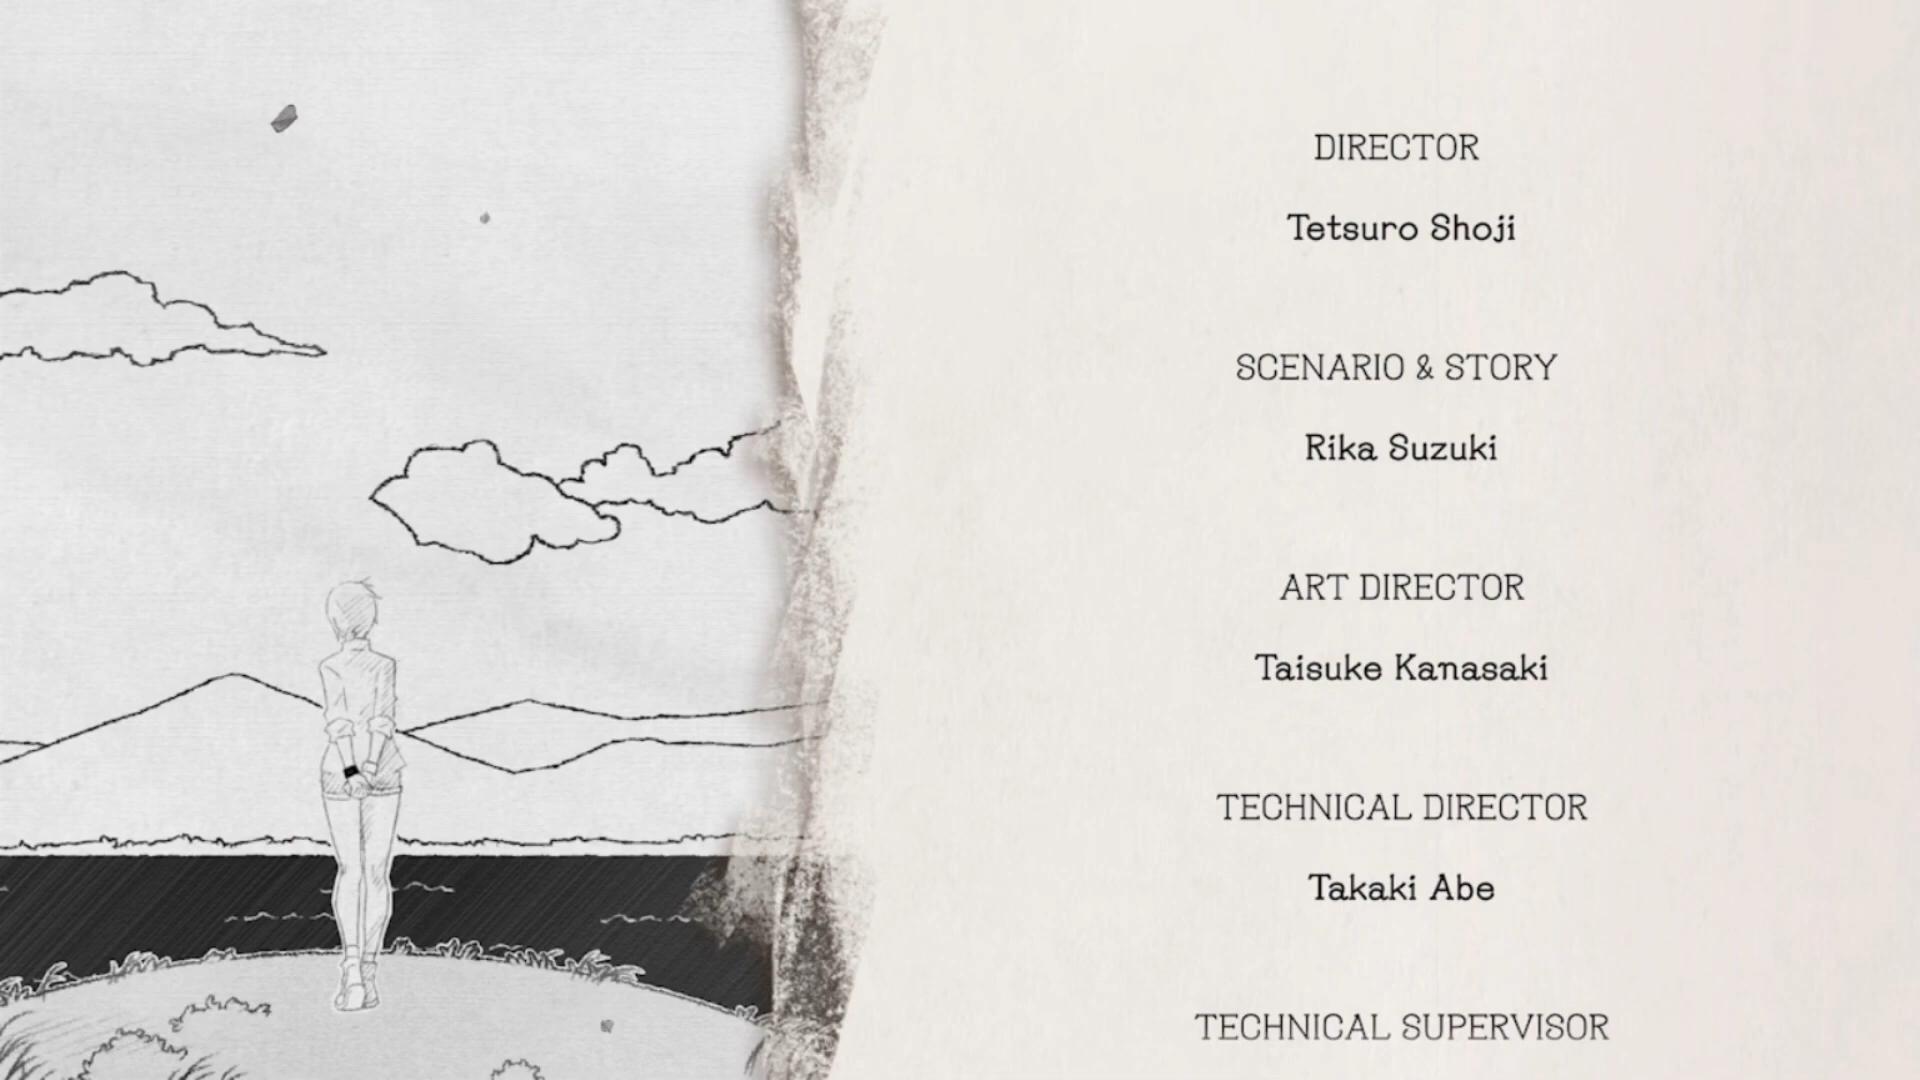 DIRECTOR
Tetsuro Shoji
SCENARIO & STORY
Rika Suzuki
ART DIRECTOR
Taisuke Kanasaki
TECHNICAL DIRECTOR
Takaki Abe
TECHNICAL SUPERVISOR